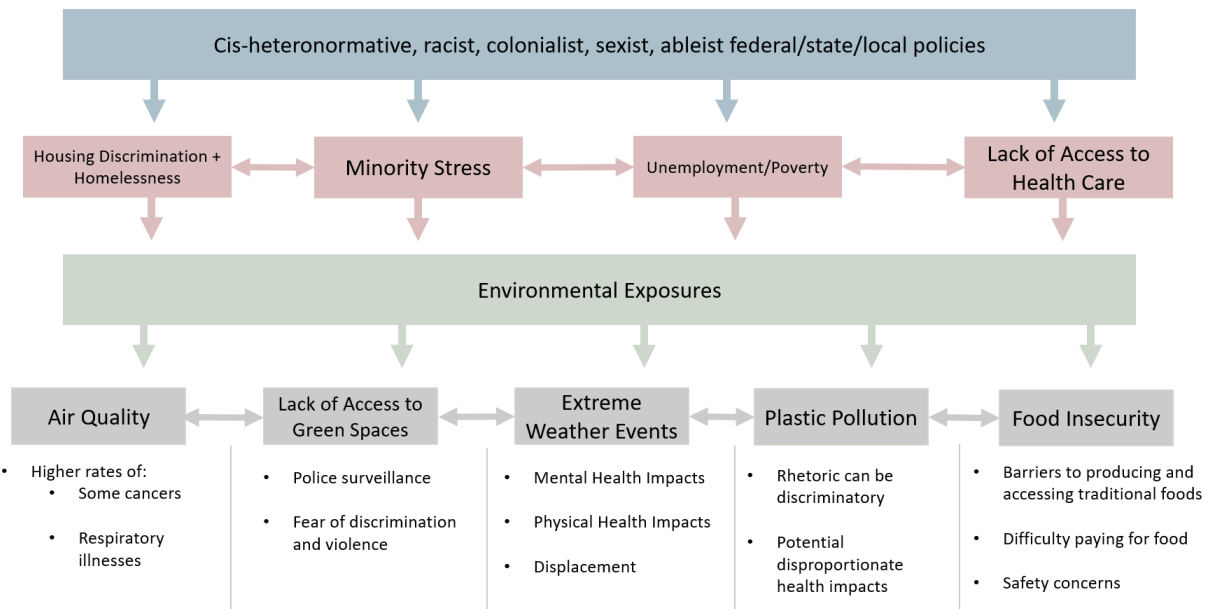 Cis-heteronormative, racist, colonialist, sexist, ableist federal/state/local policies
Housing Discrimination +
Homelessness
Minority Stress
Unemployment/Poverty
Lack of Access to
Health Care
Environmental Exposures
Air Quality
Lack of Access to
Green Spaces
Extreme
Weather Events
Plastic Pollution
Food Insecurity
• Higher rates of:
• Some cancers
• Respiratory
illnesses
• Police surveillance
• Fear of discrimination
and violence
• Mental Health Impacts
• Physical Health Impacts
• Displacement
• Rhetoric can be
discriminatory
• Potential
disproportionate
health impacts
• Barriers to producing and
accessing traditional foods
• Difficulty paying for food
• Safety concerns